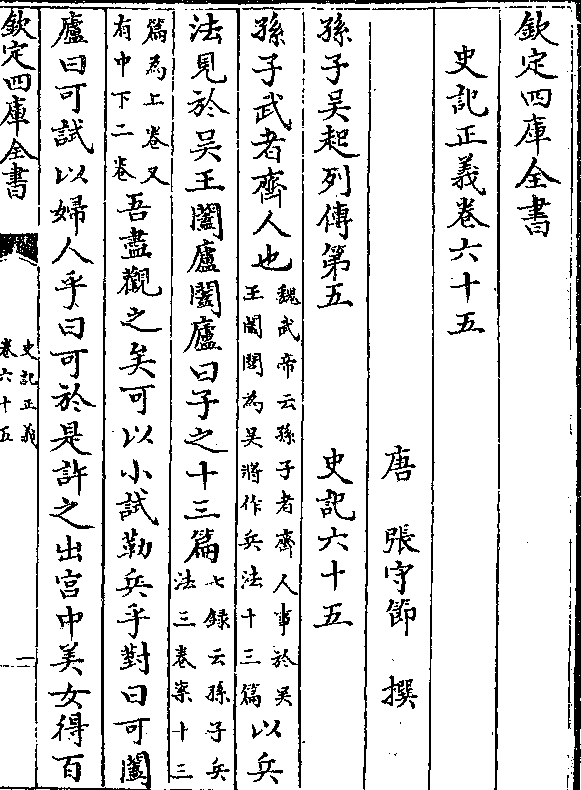 欽定四庫全書
史記正義卷六十五
唐 張守節 撰
孫子吳起列傳第五 史記六十五
孫子武者齊人也魏武帝云孫子者齊人事於吳王闔閭為吳將作兵法十三篇以兵
法見於吳王闔廬闔廬曰子之十三篇七録云孫子兵法三卷案十三
篇為上卷又有中下二卷吾盡觀之矣可以小試勒兵乎對曰可闔
廬曰可試以婦人乎曰可於是許之出宮中美女得百
欽定四庫全書
史記正義
卷六十五
一